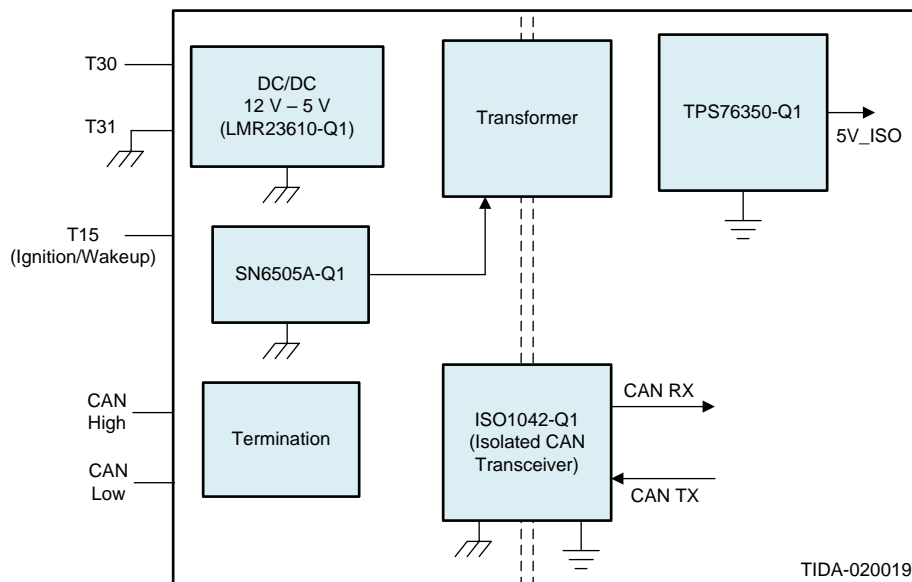 T30
T31
T15
(Ignition/Wakeup)
CAN
High
CAN
Low
DC/DC
12 V – 5 V
(LMR23610-Q1)
SN6505A-Q1
Termination
Transformer
ISO1042-Q1
(Isolated CAN
Transceiver)
TPS76350-Q1
5V_ISO
CAN RX
CAN TX
TIDA-020019